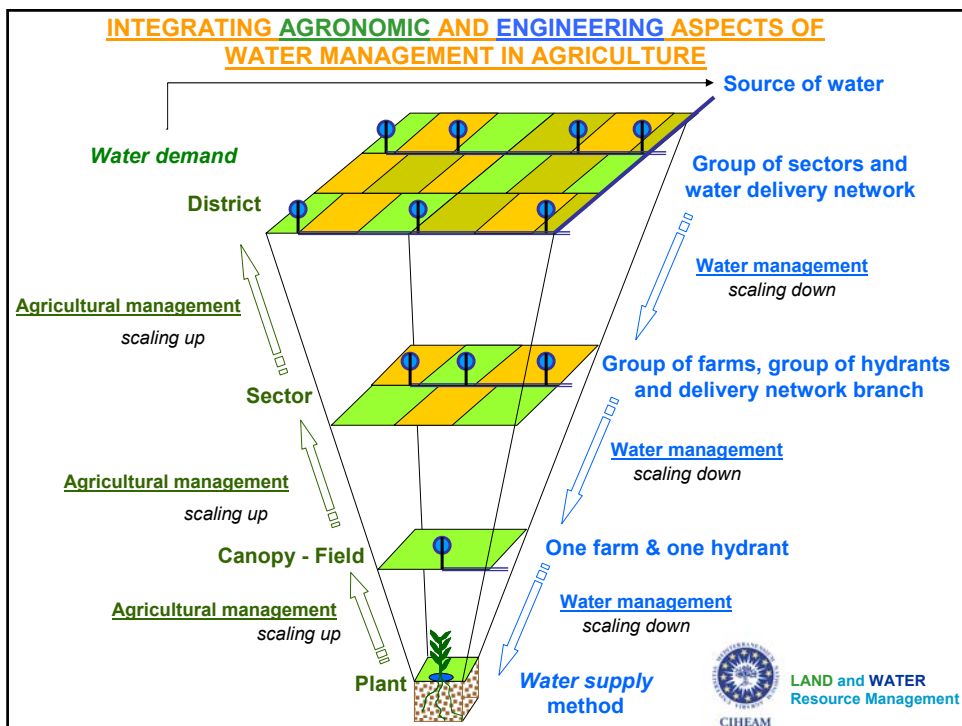 INTEGRATING AGRONOMIC AND ENGINEERING ASPECTS OF
WATER MANAGEMENT IN AGRICULTURE
Source of water
Water demand
Group of sectors and
water delivery network
District
Water management
scaling down
Agricultural management
scaling up
Group of farms, group of hydrants
and delivery network branch
Sector
Water management
scaling down
Agricultural management
scaling up
Canopy - Field
One farm & one hydrant
Agricultural management
scaling up
Water management
scaling down
Plant
Water supply
method
LAND and WATER
Resource Management
CIHEAM